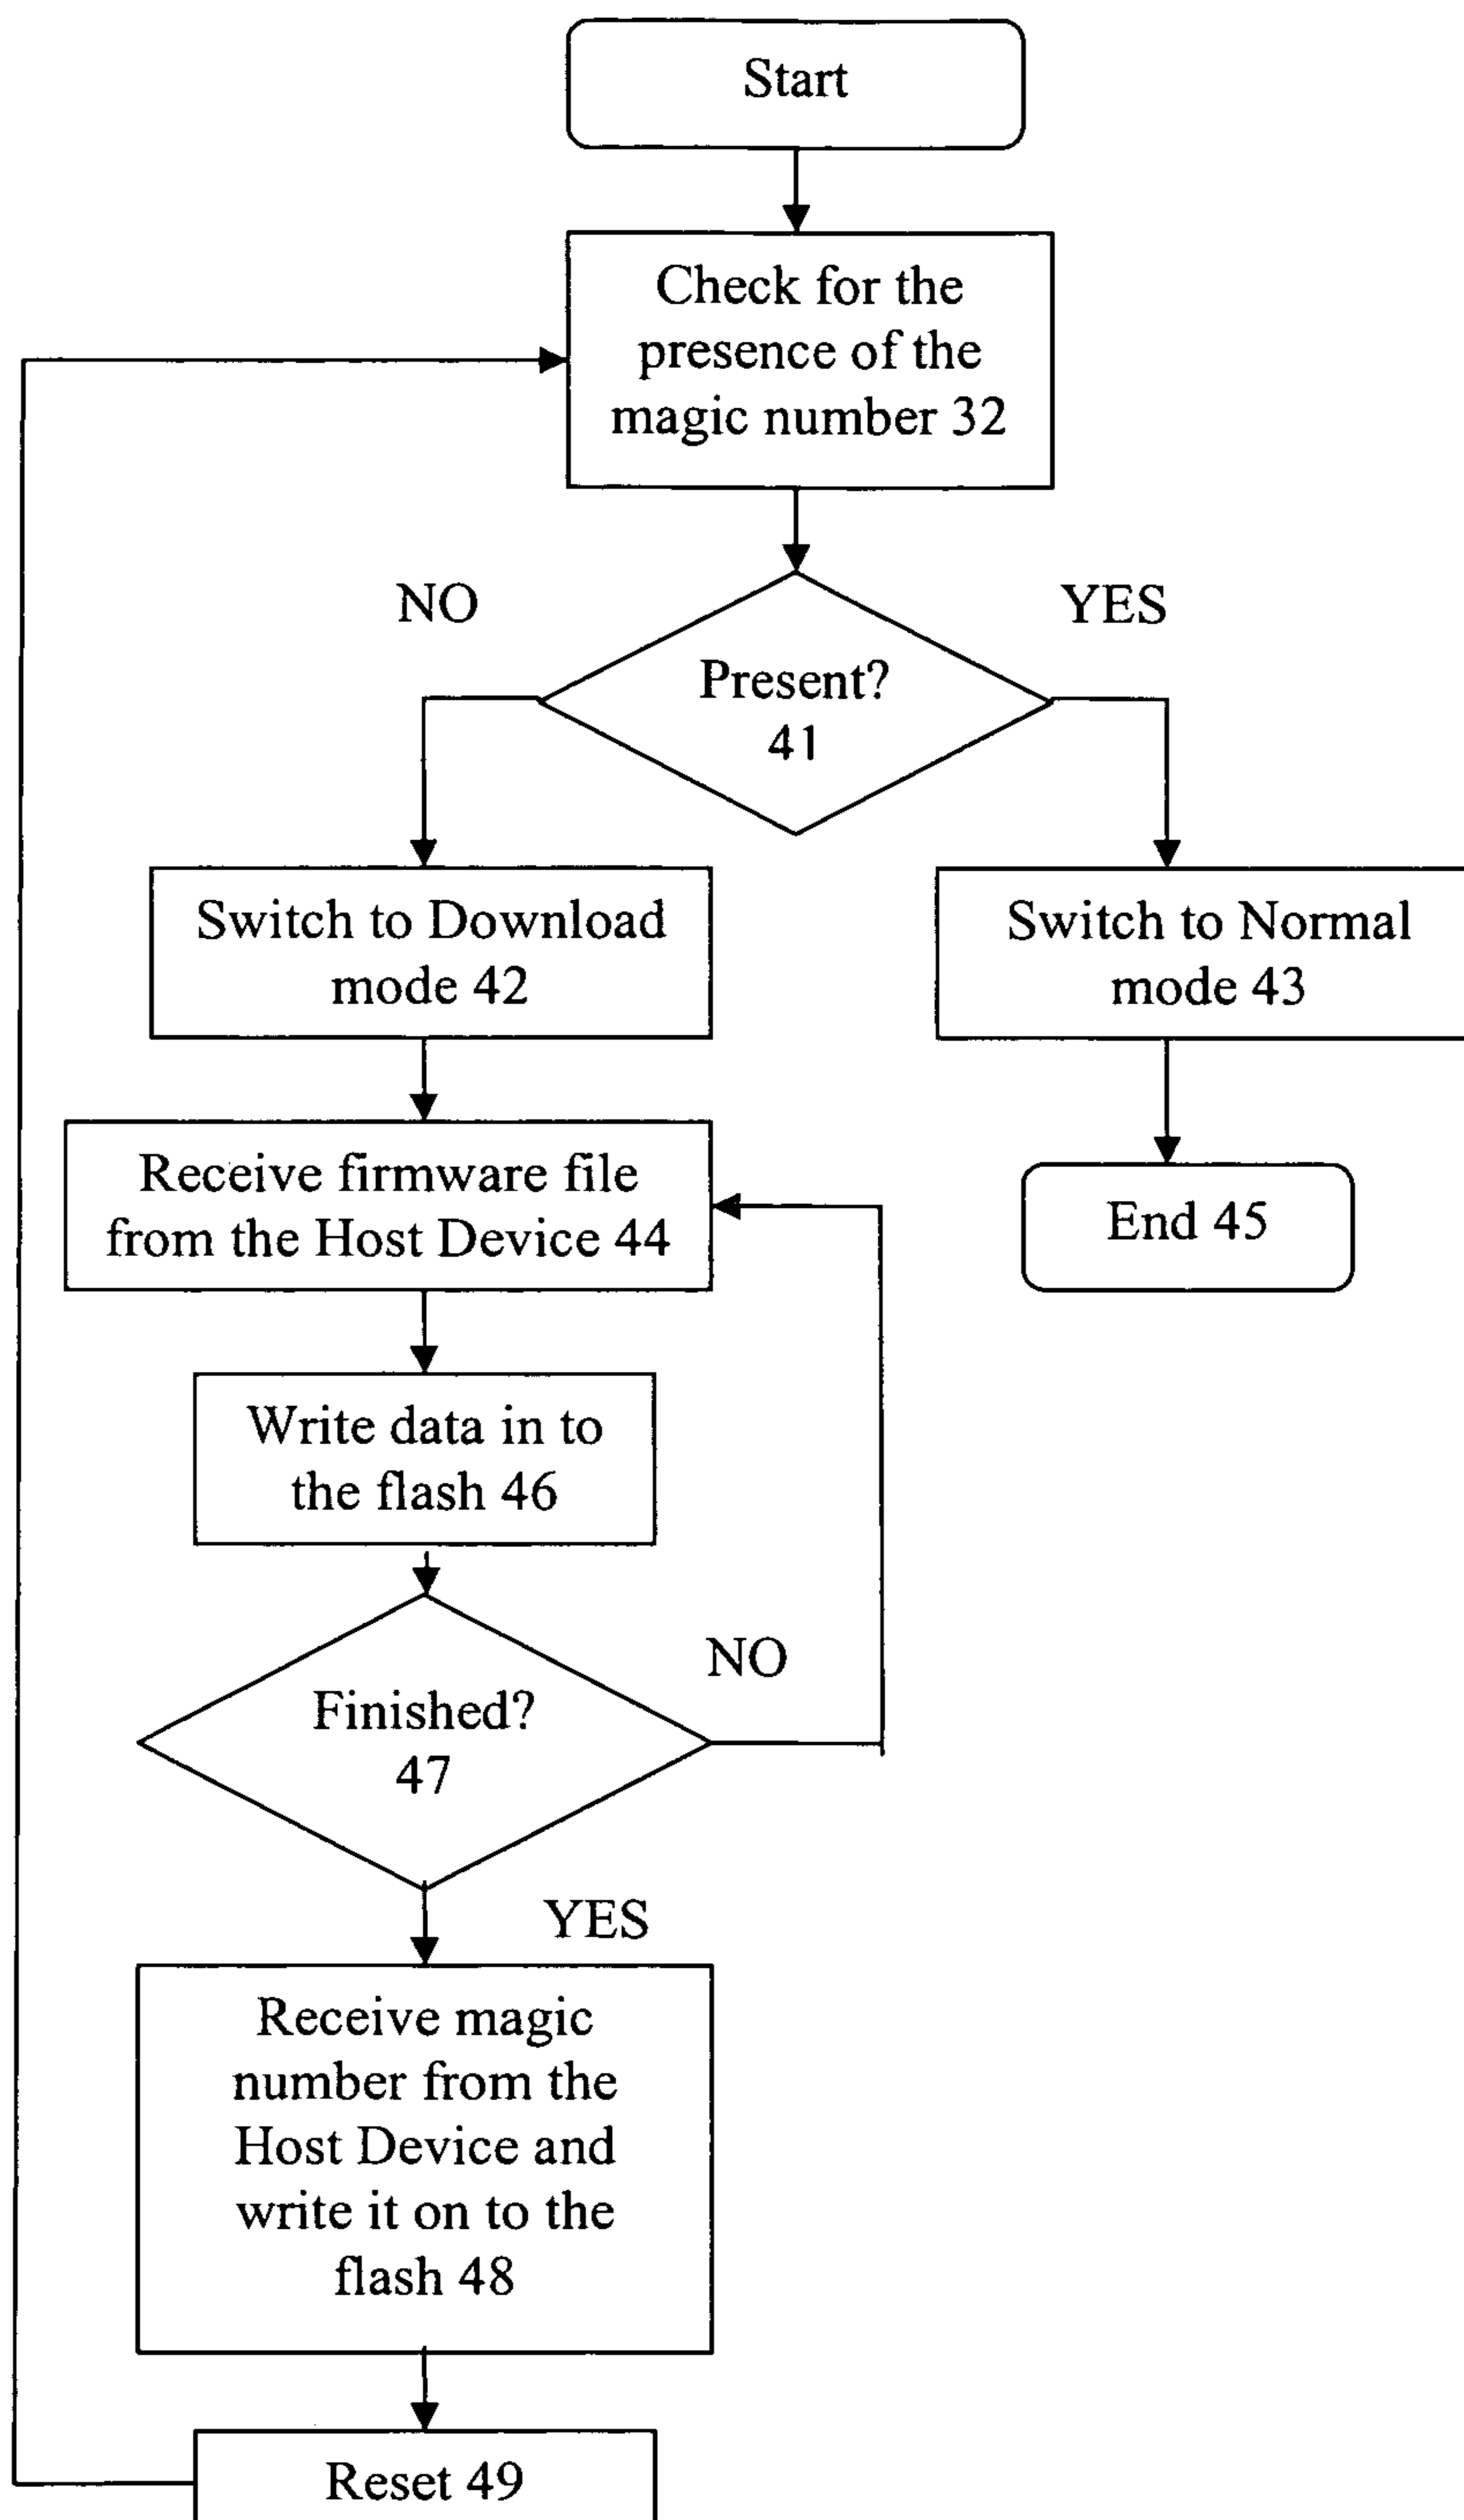 Start
Check for the
presence of the
magic number 32
NO
YES
Present?
41
Switch to Download
mode 42
Switch to Normal
mode 43
Receive firmware file
from the Host Device 44
End 45
Write data in to
the flash 46
NO
Finished?
47
YES
Receive magic
number from the
Host Device and
write it on to the
flash 48
Reset 49